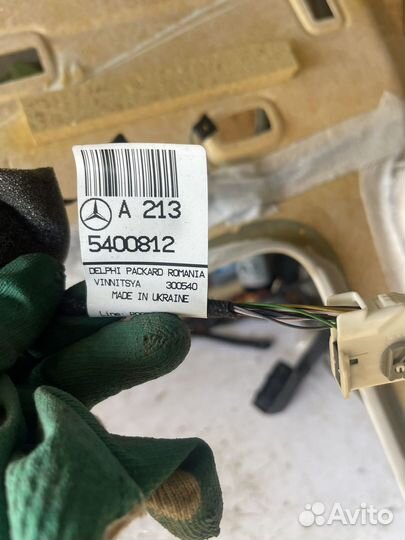 A 213
5400812
DELPHI PACKARD ROMANIA
VINNITSYA 300540
MADE IN UKRAINE
Avito